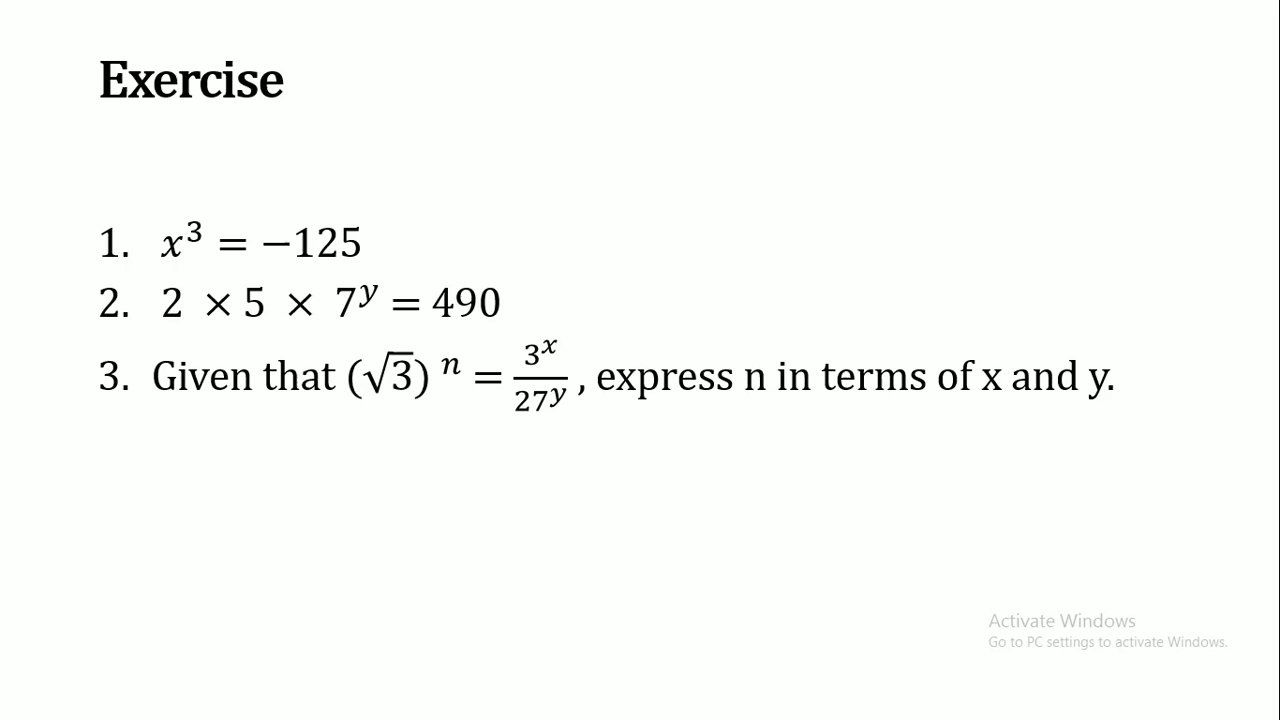 Exercise
1. x³ = −125
2. 2 × 5 × 7ʸ = 490
3. Given that (√3) ⁿ = 3ˣ/27ʸ , express n in terms of x and y.
Activate Windows
Go to PC settings to activate Windows.